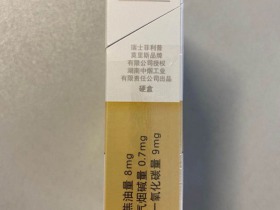 瑞士菲利普
莫里斯品牌
有限公司授权
湖南中烟工业
有限责任公司出品
硬盒
焦油量 8mg
气烟碱量 0.7mg
一氧化碳量 9mg